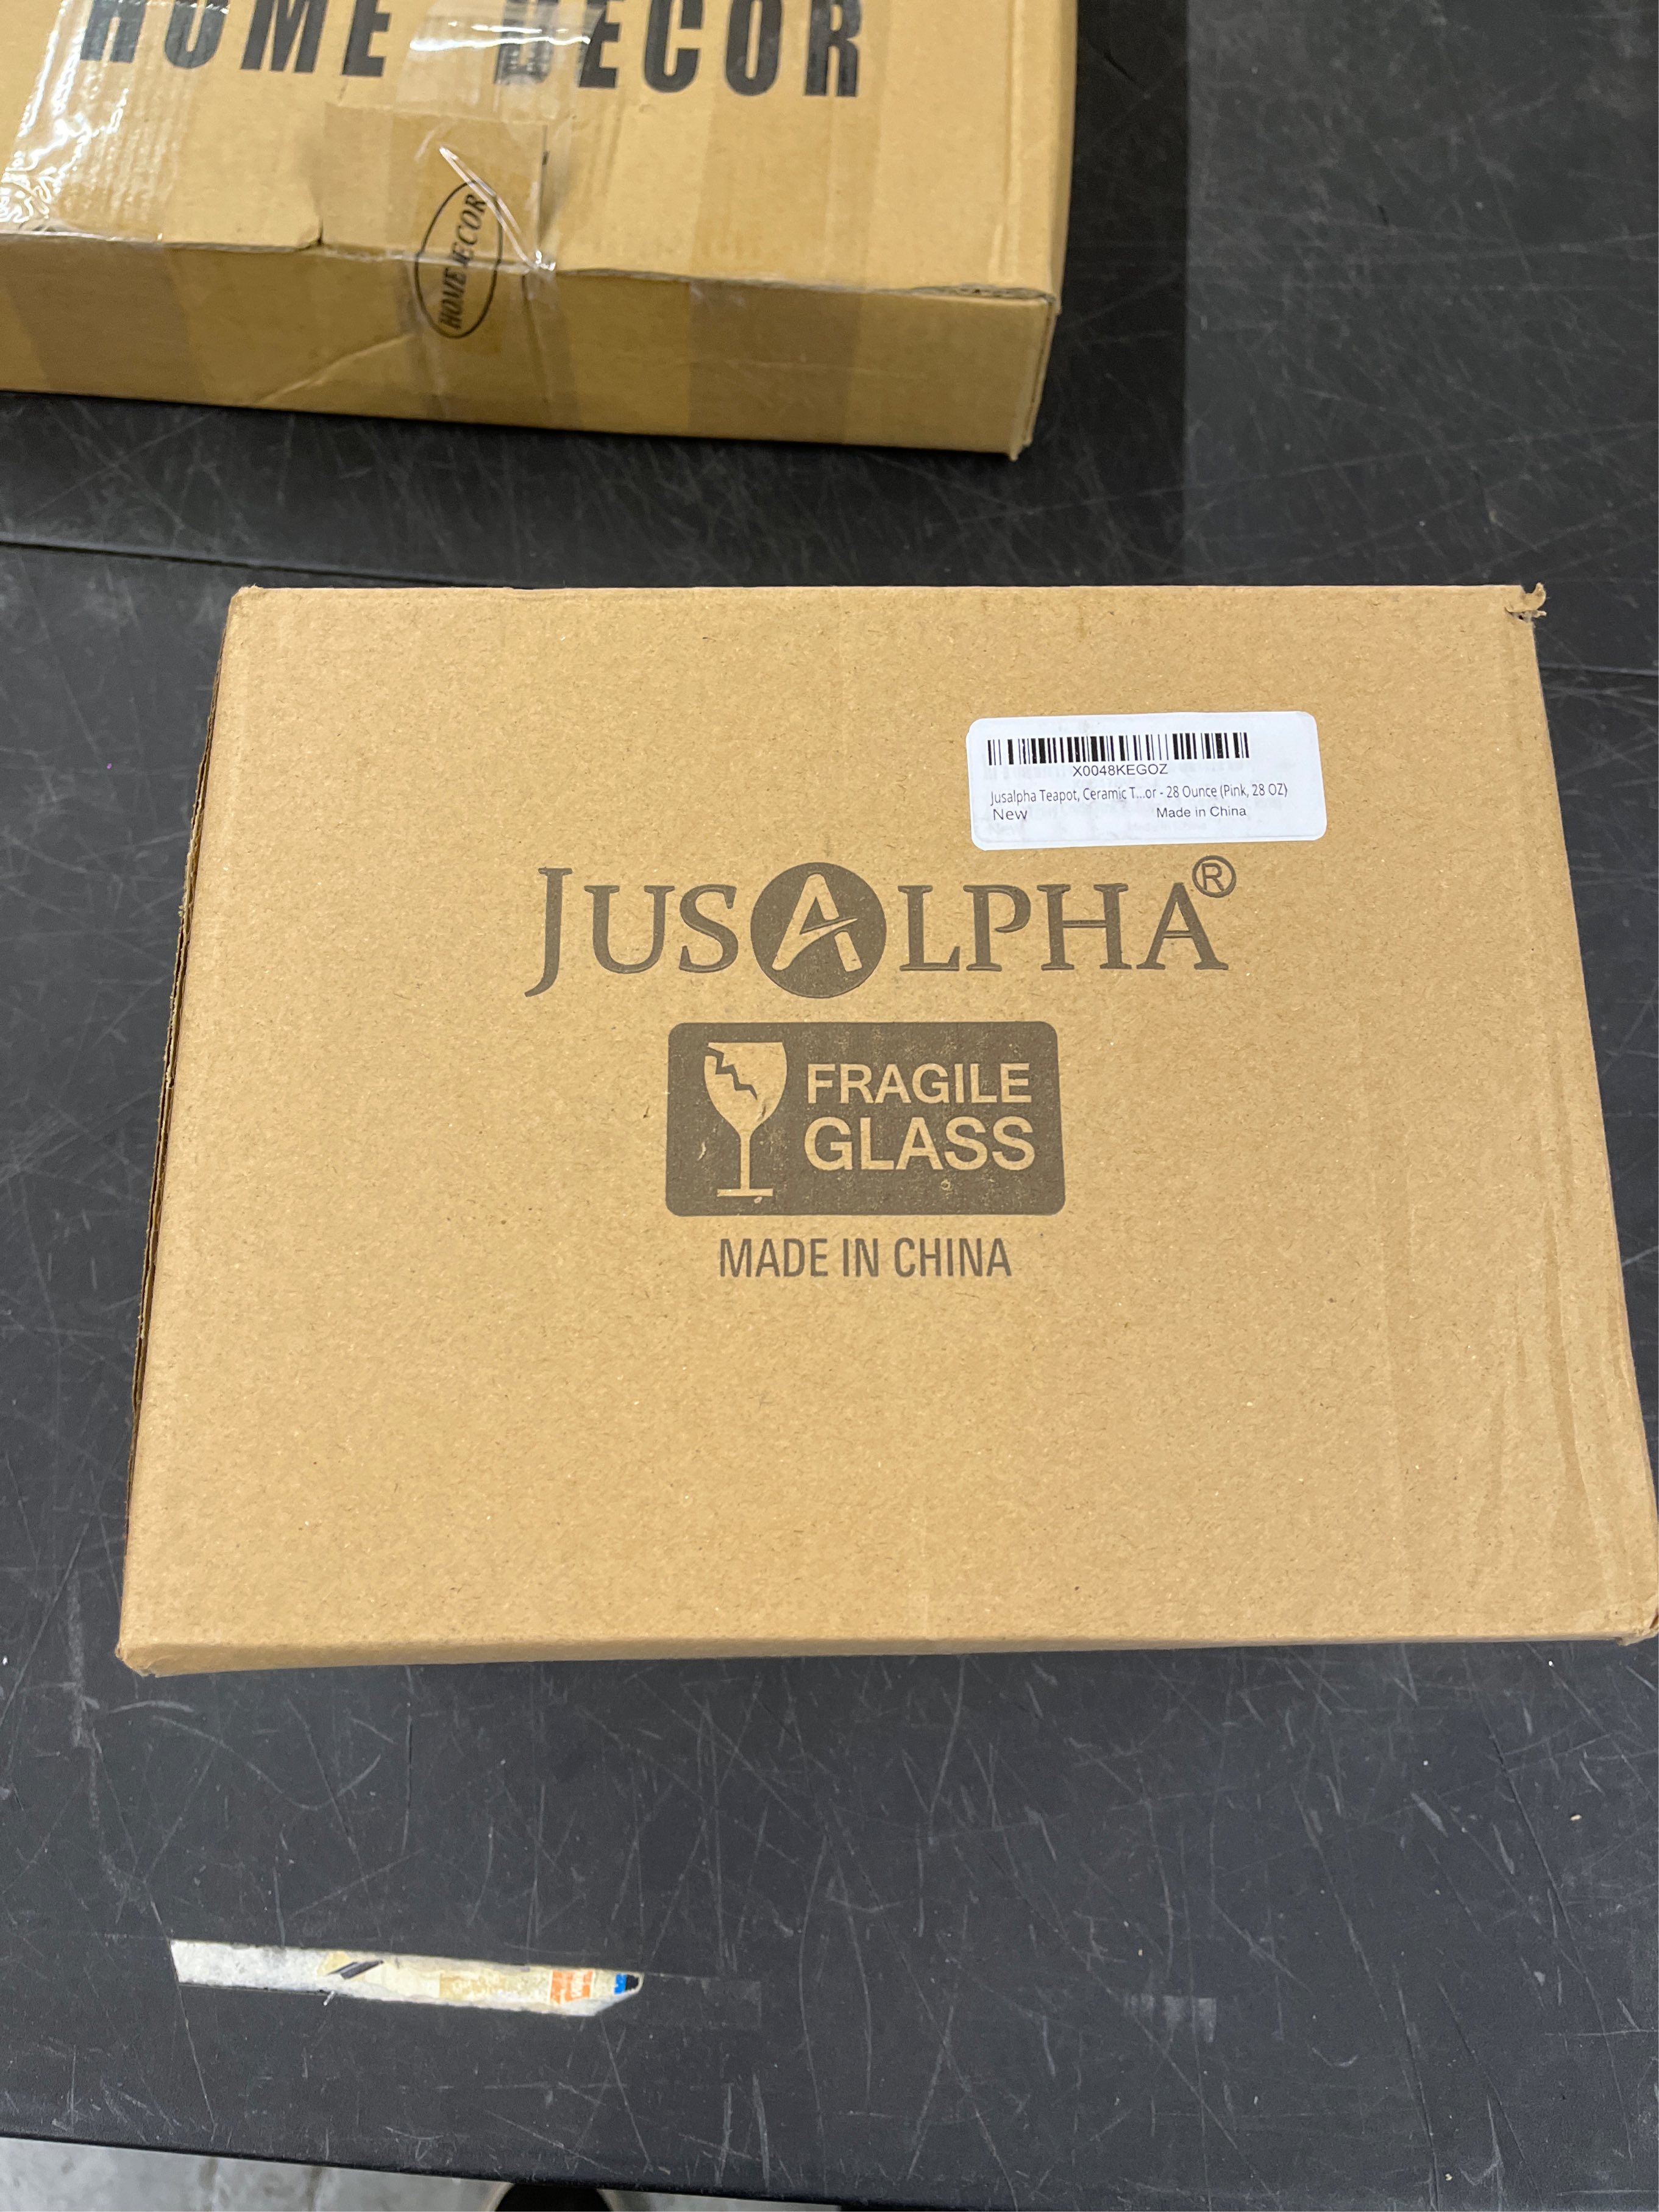 HOME DECOR
HOME DECOR
X0048KEGOZ
Jusalpha Teapot, Ceramic T...or - 28 Ounce (Pink, 28 OZ)
New Made in China
JUSALPHA®
FRAGILE
GLASS
MADE IN CHINA